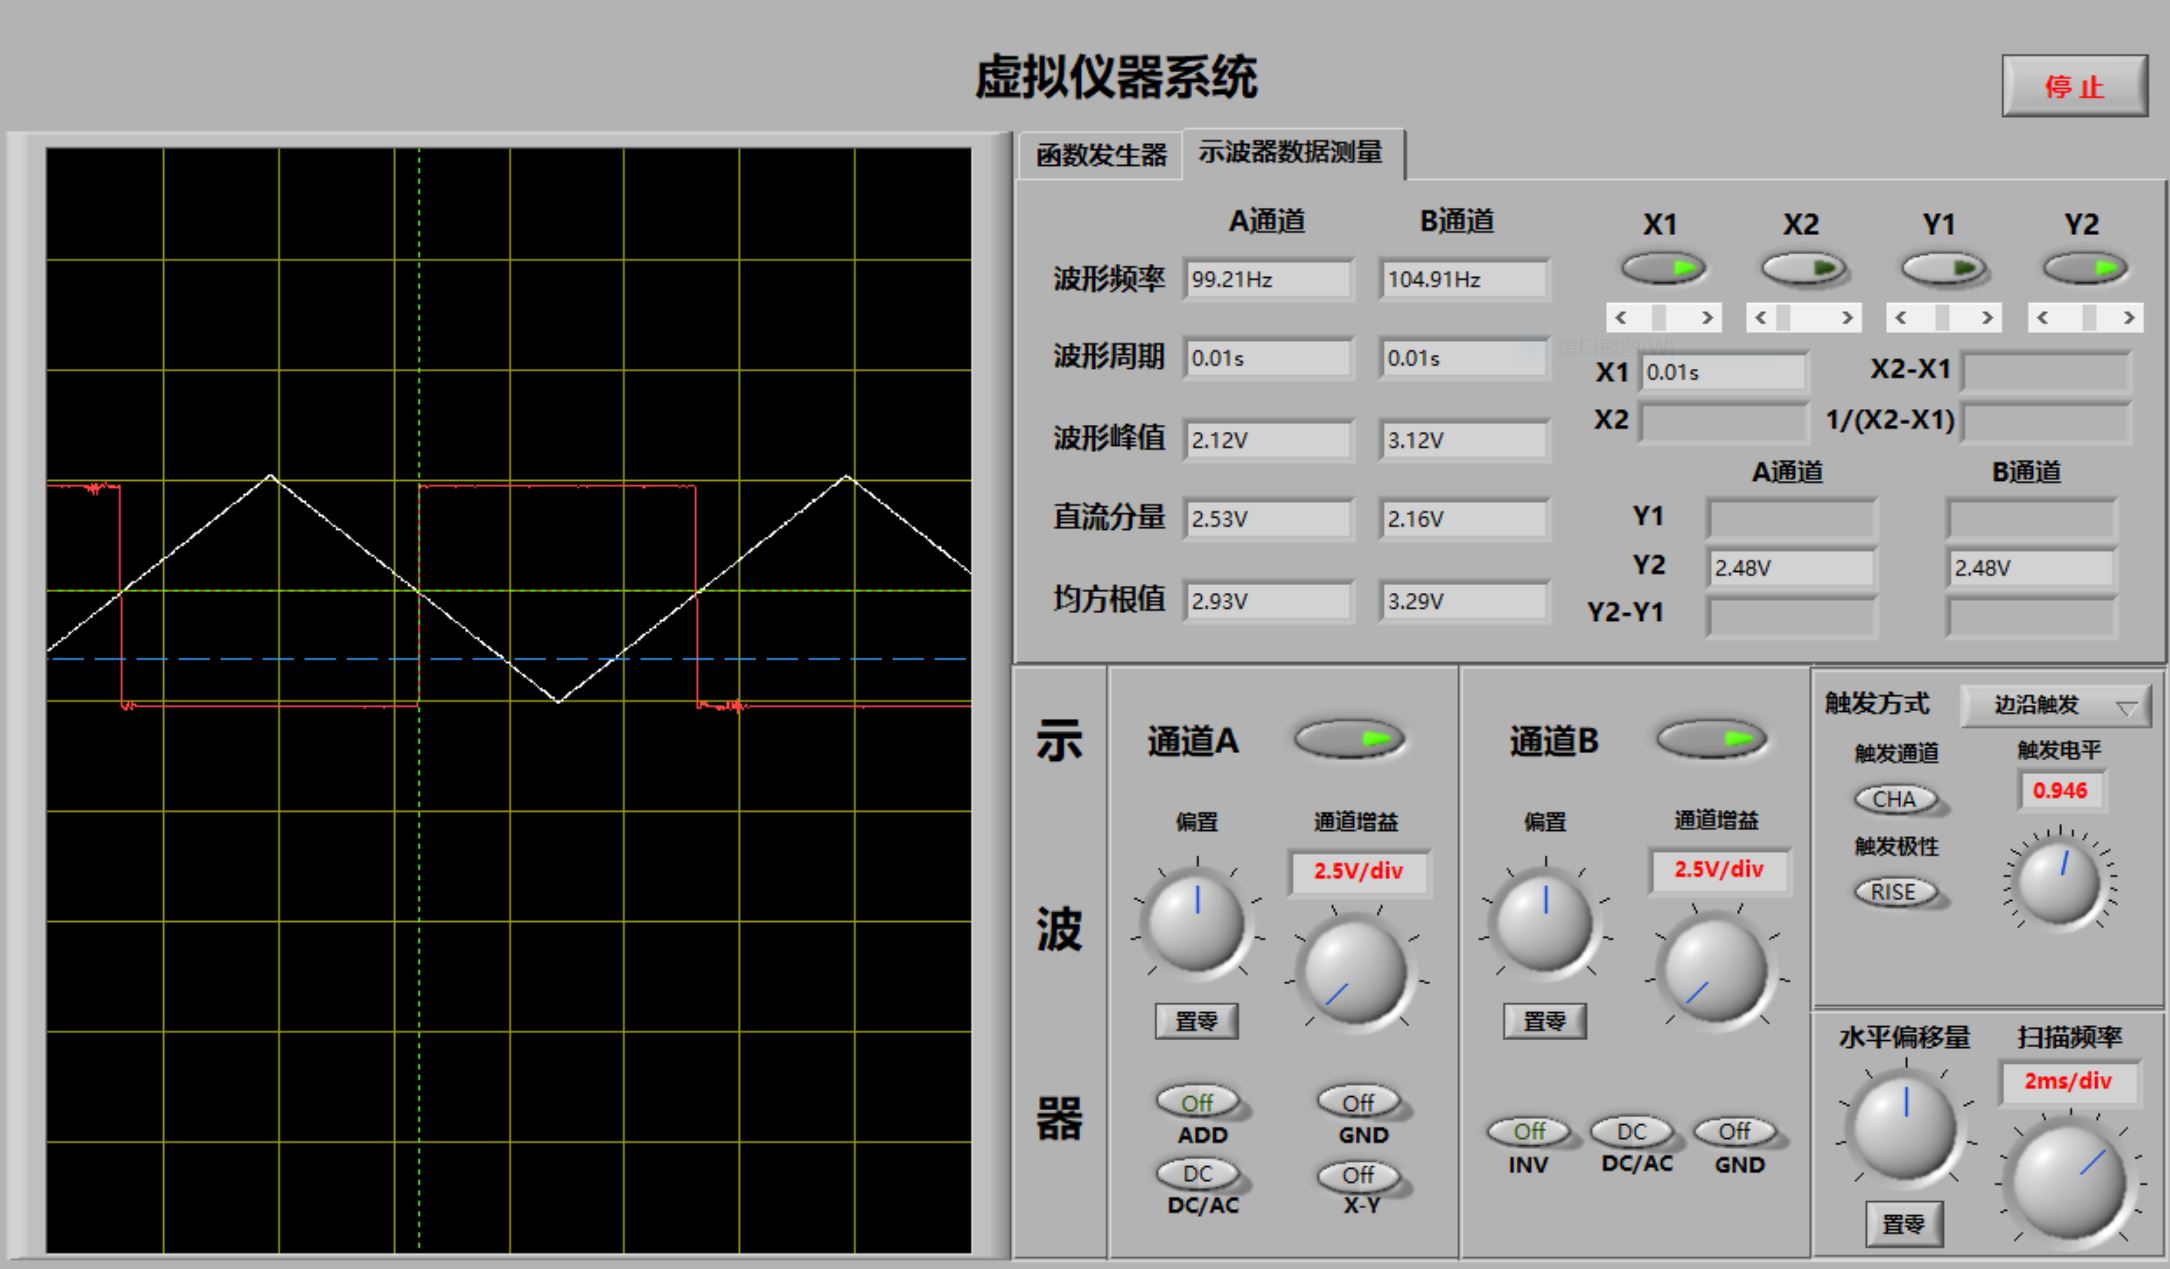 虚拟仪器系统
停止
函数发生器
示波器数据测量
A通道 B通道
波形频率 99.21Hz 104.91Hz
波形周期 0.01s 0.01s
波形峰值 2.12V 3.12V
直流分量 2.53V 2.16V
均方根值 2.93V 3.29V
X1 X2 Y1 Y2
窗口截图(W)
X1 0.01s X2-X1
X2 1/(X2-X1)
A通道 B通道
Y1
Y2 2.48V 2.48V
Y2-Y1
示波器
通道A
偏置 通道增益
2.5V/div
置零
Off Off
ADD GND
DC Off
DC/AC X-Y
通道B
偏置 通道增益
2.5V/div
置零
Off DC Off
INV DC/AC GND
触发方式 边沿触发
触发通道 触发电平
CHA 0.946
触发极性
RISE
水平偏移量 扫描频率
2ms/div
置零